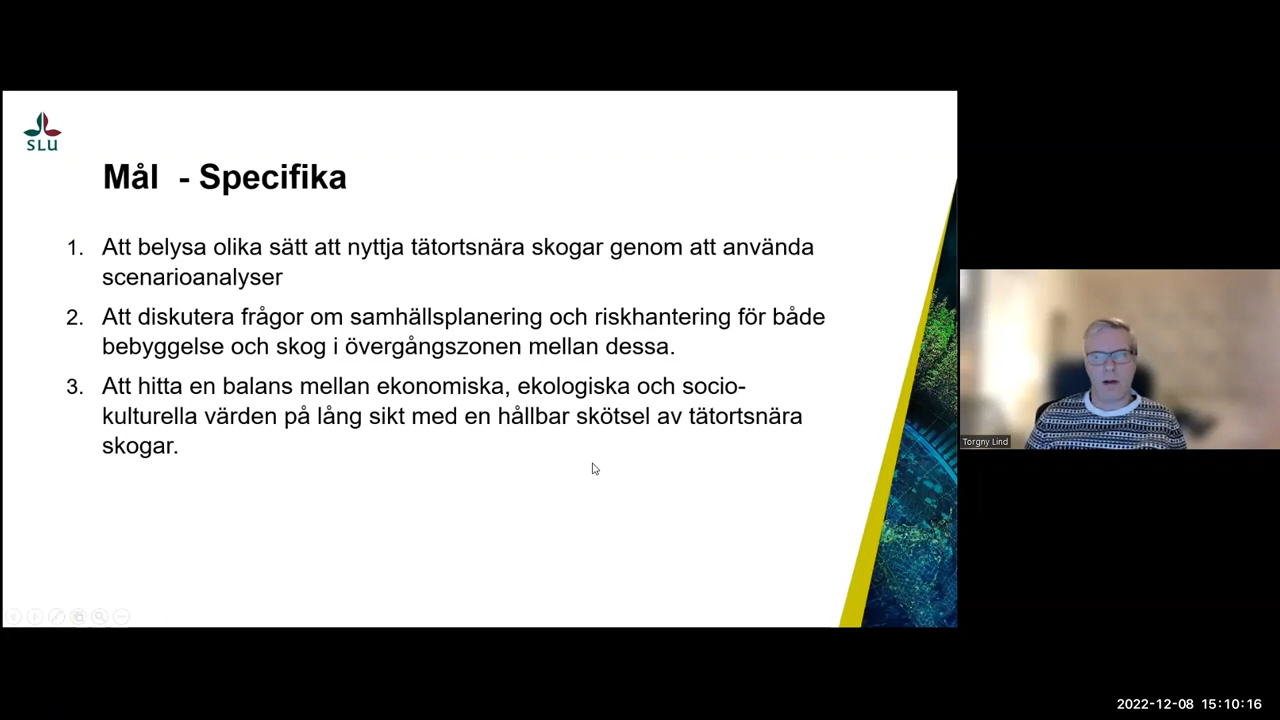 SLU
Mål - Specifika
1. Att belysa olika sätt att nyttja tätortsnära skogar genom att använda
scenarioanalyser
2. Att diskutera frågor om samhällsplanering och riskhantering för både
bebyggelse och skog i övergångszonen mellan dessa.
3. Att hitta en balans mellan ekonomiska, ekologiska och socio-
kulturella värden på lång sikt med en hållbar skötsel av tätortsnära
skogar.
Torgny Lind
2022-12-08 15:10:16